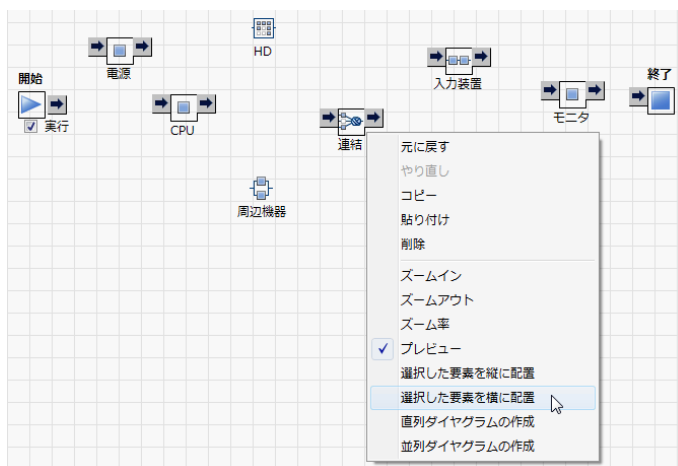 HD
電源
入力装置
開始
終了
実行
CPU
連結
モニタ
周辺機器
元に戻す
やり直し
コピー
貼り付け
削除
ズームイン
ズームアウト
ズーム率
プレビュー
選択した要素を縦に配置
選択した要素を横に配置
直列ダイヤグラムの作成
並列ダイヤグラムの作成